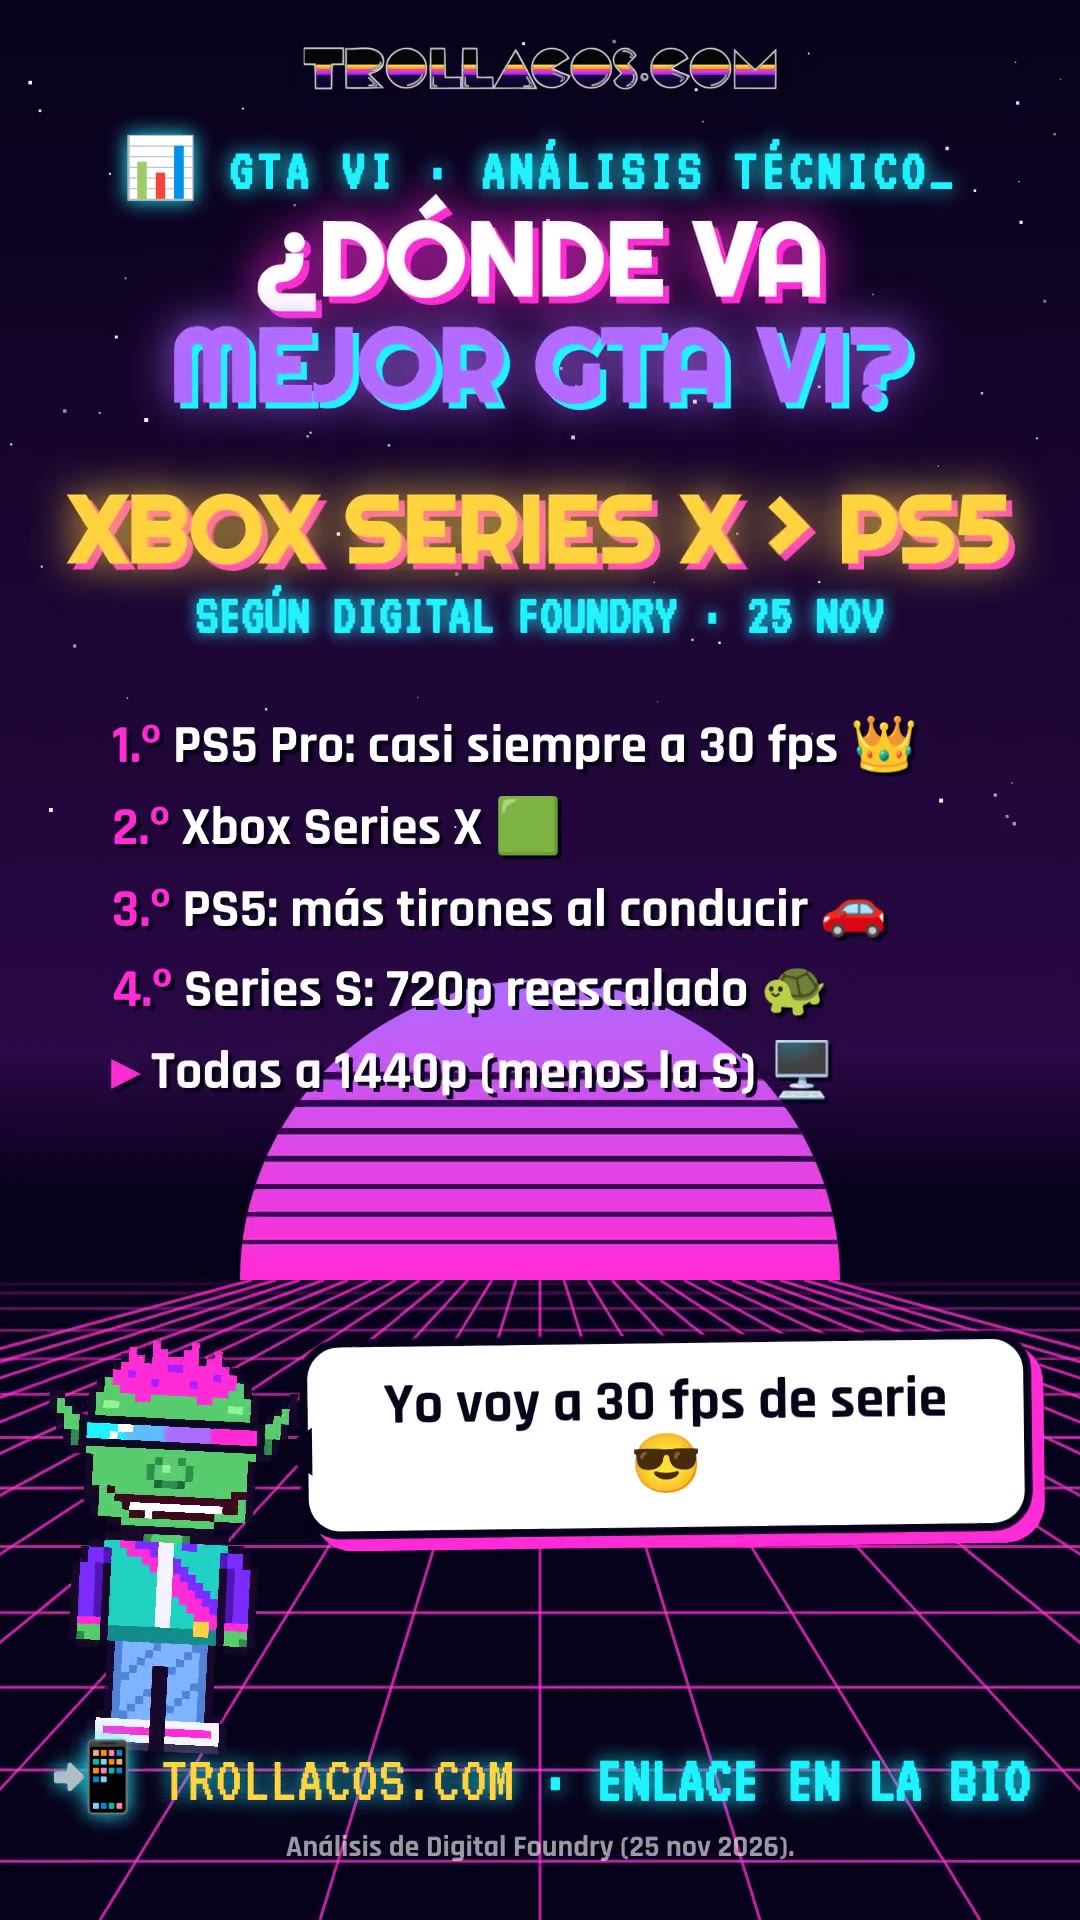 TROLLACOS.COM
📊 GTA VI · ANÁLISIS TÉCNICO_
¿DÓNDE VA
MEJOR GTA VI?
XBOX SERIES X > PS5
SEGÚN DIGITAL FOUNDRY · 25 NOV
1.º PS5 Pro: casi siempre a 30 fps 👑
2.º Xbox Series X 🟩
3.º PS5: más tirones al conducir 🚗
4.º Series S: 720p reescalado 🐢
▶ Todas a 1440p (menos la S) 🖥️
Yo voy a 30 fps de serie
😎
📲 TROLLACOS.COM · ENLACE EN LA BIO
Análisis de Digital Foundry (25 nov 2026).